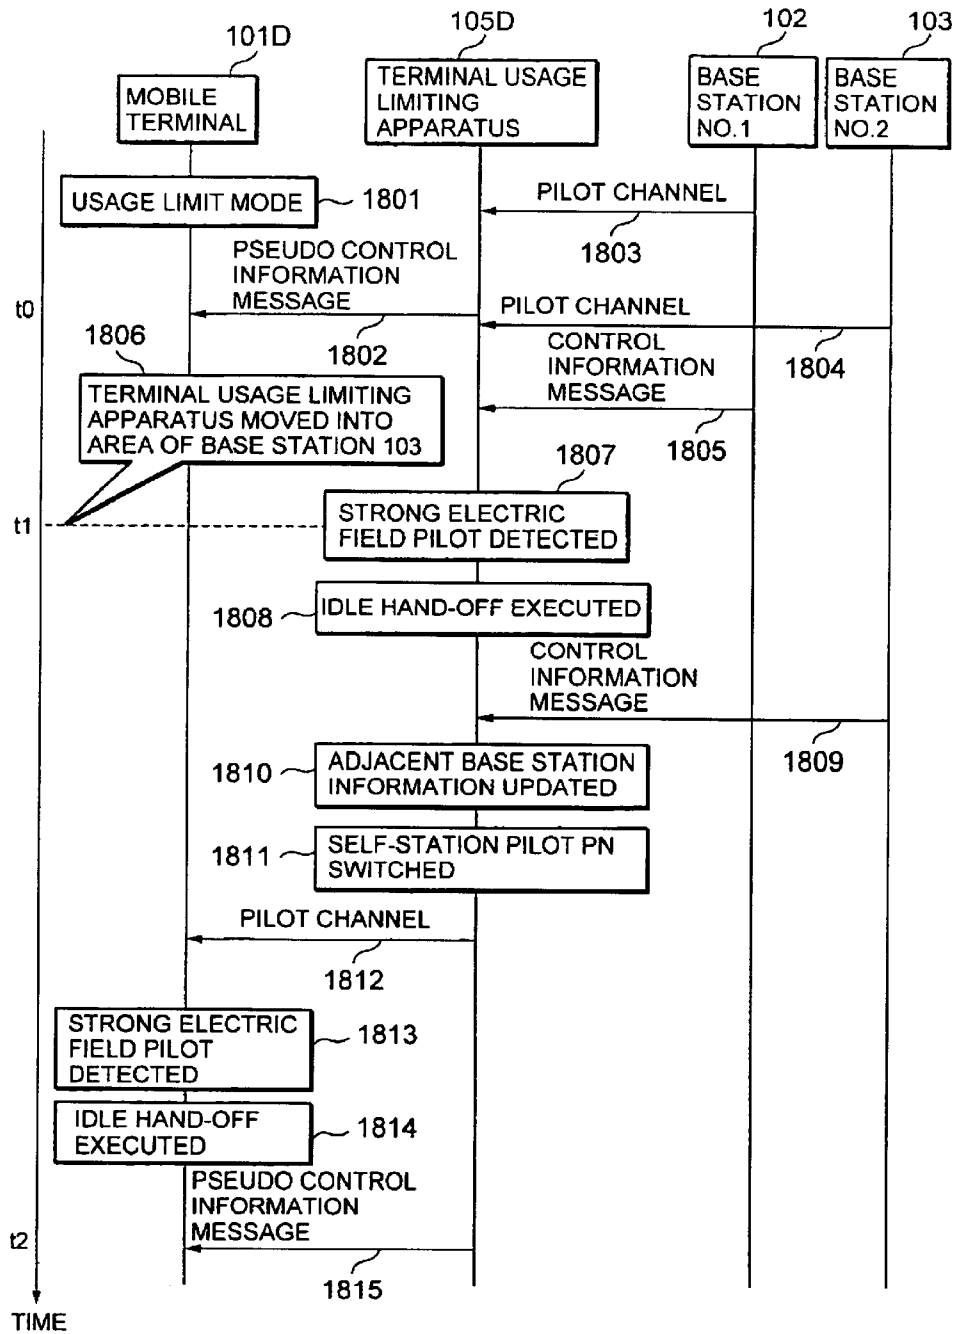 101D
105D
102
103
MOBILE
TERMINAL
TERMINAL USAGE
LIMITING
APPARATUS
BASE
STATION
NO.1
BASE
STATION
NO.2
USAGE LIMIT MODE
1801
PILOT CHANNEL
1803
PSEUDO CONTROL
INFORMATION
MESSAGE
t0
1802
PILOT CHANNEL
1804
1806
CONTROL
INFORMATION
MESSAGE
1805
TERMINAL USAGE LIMITING
APPARATUS MOVED INTO
AREA OF BASE STATION 103
1807
t1
STRONG ELECTRIC
FIELD PILOT DETECTED
1808
IDLE HAND-OFF EXECUTED
CONTROL
INFORMATION
MESSAGE
1809
1810
ADJACENT BASE STATION
INFORMATION UPDATED
1811
SELF-STATION PILOT PN
SWITCHED
PILOT CHANNEL
1812
STRONG ELECTRIC
FIELD PILOT
DETECTED
1813
IDLE HAND-OFF
EXECUTED
1814
PSEUDO CONTROL
INFORMATION
MESSAGE
t2
1815
TIME